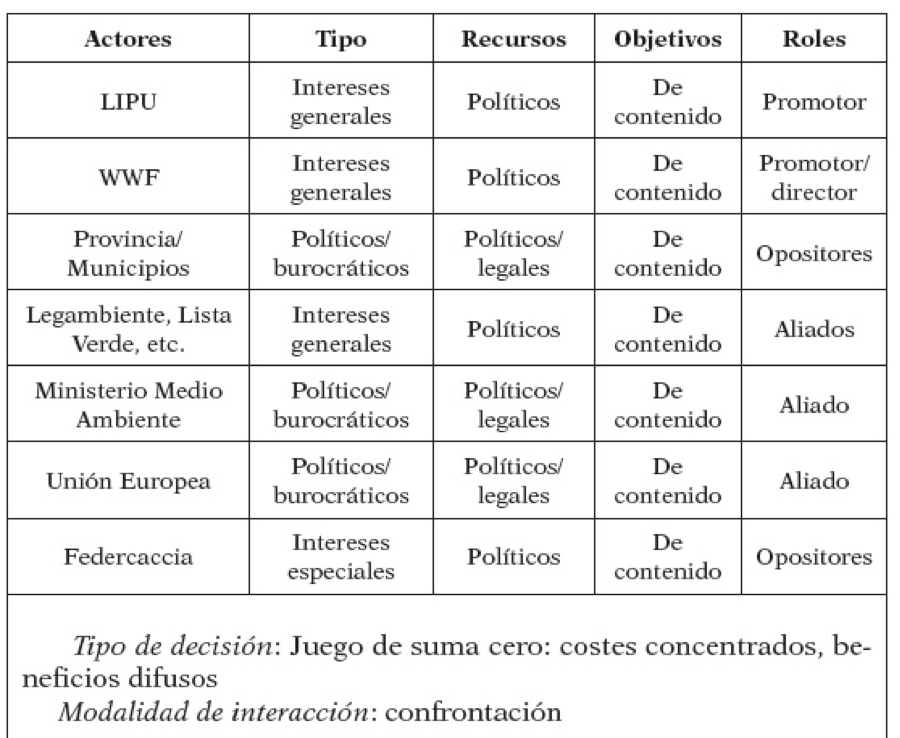 Actores Tipo Recursos Objetivos Roles
LIPU Intereses generales Políticos De contenido Promotor
WWF Intereses generales Políticos De contenido Promotor/ director
Provincia/ Municipios Políticos/ burocráticos Políticos/ legales De contenido Opositores
Legambiente, Lista Verde, etc. Intereses generales Políticos De contenido Aliados
Ministerio Medio Ambiente Políticos/ burocráticos Políticos/ legales De contenido Aliado
Unión Europea Políticos/ burocráticos Políticos/ legales De contenido Aliado
Federcaccia Intereses especiales Políticos De contenido Opositores
Tipo de decisión: Juego de suma cero: costes concentrados, be-
neficios difusos
Modalidad de interacción: confrontación